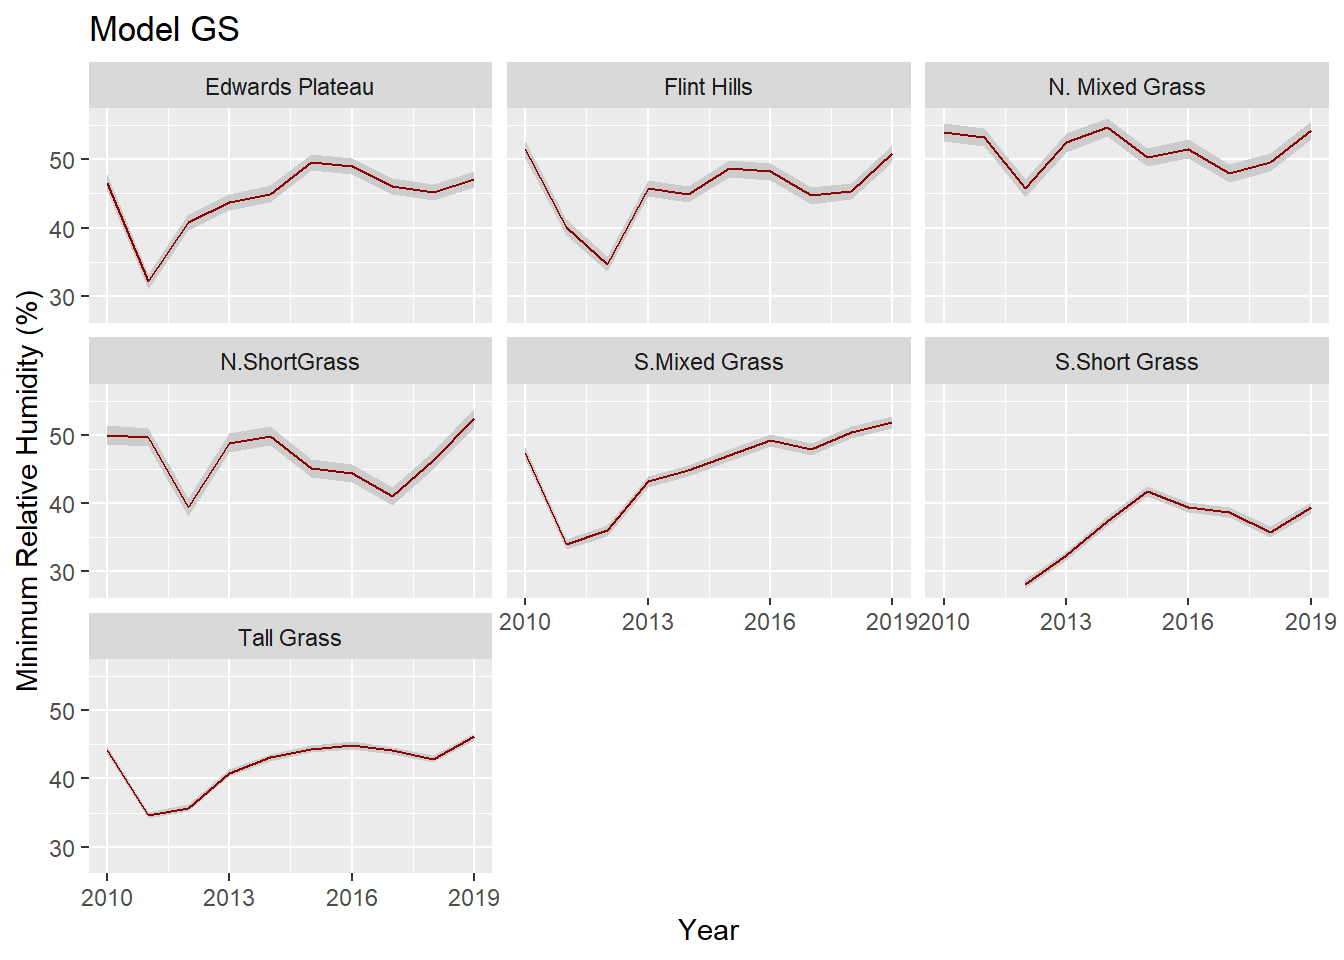 Model GS
Edwards Plateau
Flint Hills
N. Mixed Grass
50
40
30
N.ShortGrass
S.Mixed Grass
S.Short Grass
50
40
30
2010 2013 2016 2019
2010 2013 2016 2019
Tall Grass
50
40
30
2010 2013 2016 2019
Minimum Relative Humidity (%)
Year